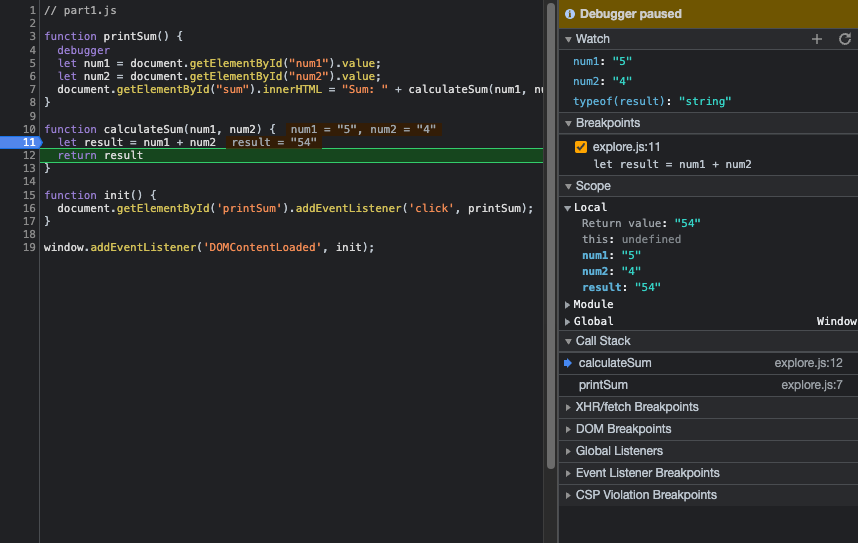 1 // part1.js
2
3 function printSum() {
4   debugger
5   let num1 = document.getElementById("num1").value;
6   let num2 = document.getElementById("num2").value;
7   document.getElementById("sum").innerHTML = "Sum: " + calculateSum(num1, nu
8 }
9
10 function calculateSum(num1, num2) { num1 = "5", num2 = "4"
11   let result = num1 + num2 result = "54"
12   return result
13 }
14
15 function init() {
16   document.getElementById('printSum').addEventListener('click', printSum);
17 }
18
19 window.addEventListener('DOMContentLoaded', init);
Debugger paused
Watch
num1: "5"
num2: "4"
typeof(result): "string"
Breakpoints
explore.js:11
let result = num1 + num2
Scope
Local
Return value: "54"
this: undefined
num1: "5"
num2: "4"
result: "54"
Module
Global Window
Call Stack
calculateSum explore.js:12
printSum explore.js:7
XHR/fetch Breakpoints
DOM Breakpoints
Global Listeners
Event Listener Breakpoints
CSP Violation Breakpoints